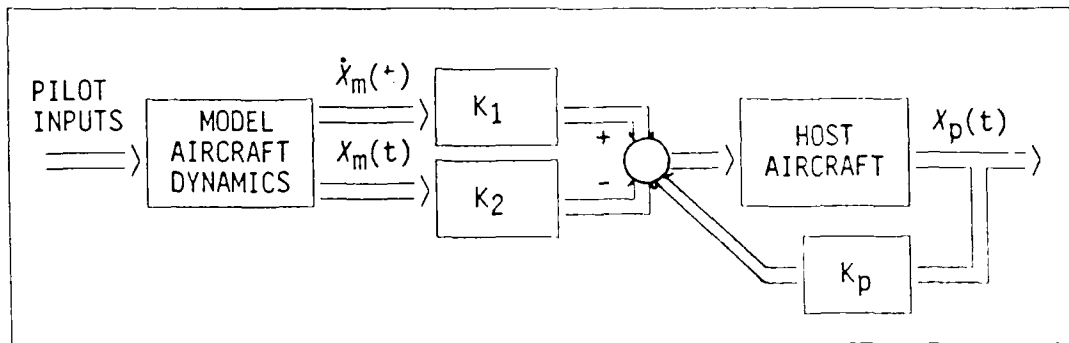 PILOT
INPUTS
MODEL
AIRCRAFT
DYNAMICS
Ẋm(t)
Xm(t)
K1
K2
+
-
HOST
AIRCRAFT
Xp(t)
Kp